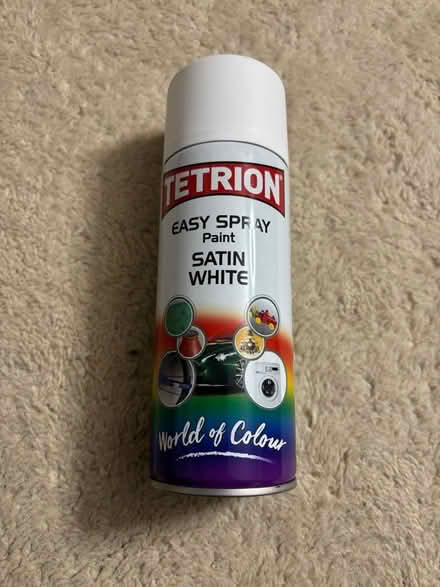 TETRION
EASY SPRAY
Paint
SATIN
WHITE
World of Colour